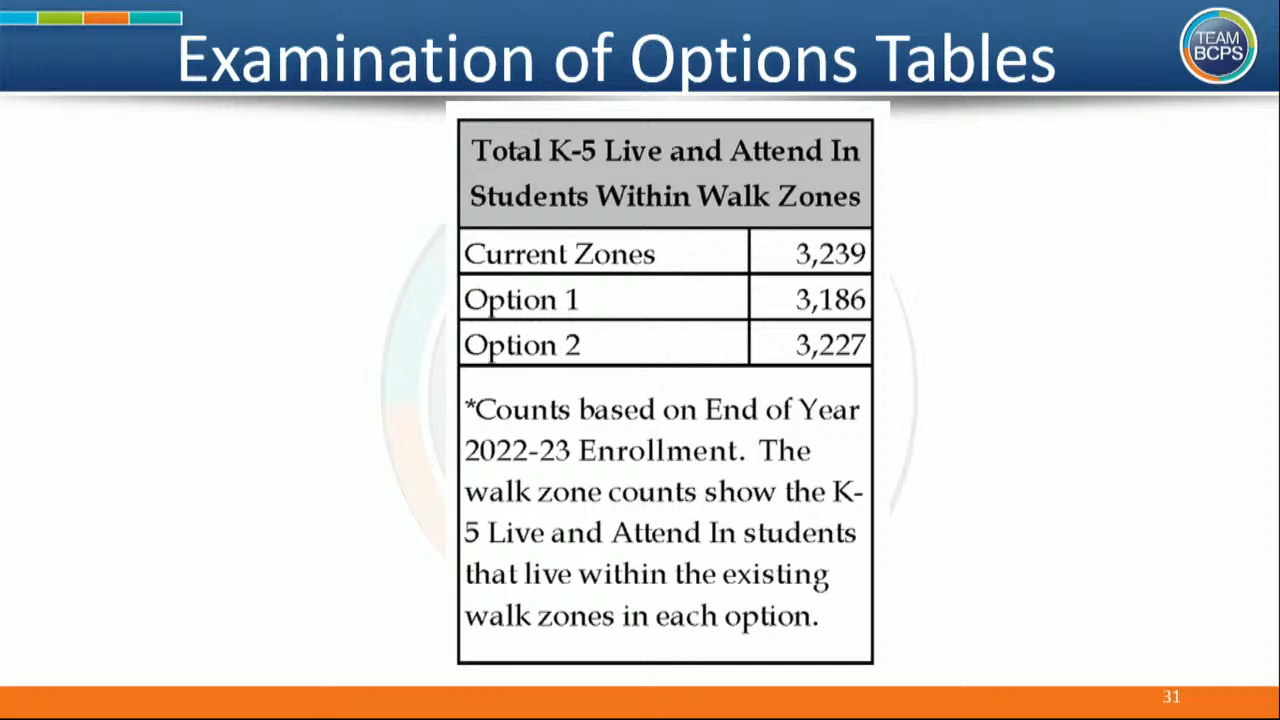 Examination of Options Tables
TEAM
BCPS
Total K-5 Live and Attend In
Students Within Walk Zones
Current Zones 3,239
Option 1 3,186
Option 2 3,227
*Counts based on End of Year
2022-23 Enrollment. The
walk zone counts show the K-
5 Live and Attend In students
that live within the existing
walk zones in each option.
31